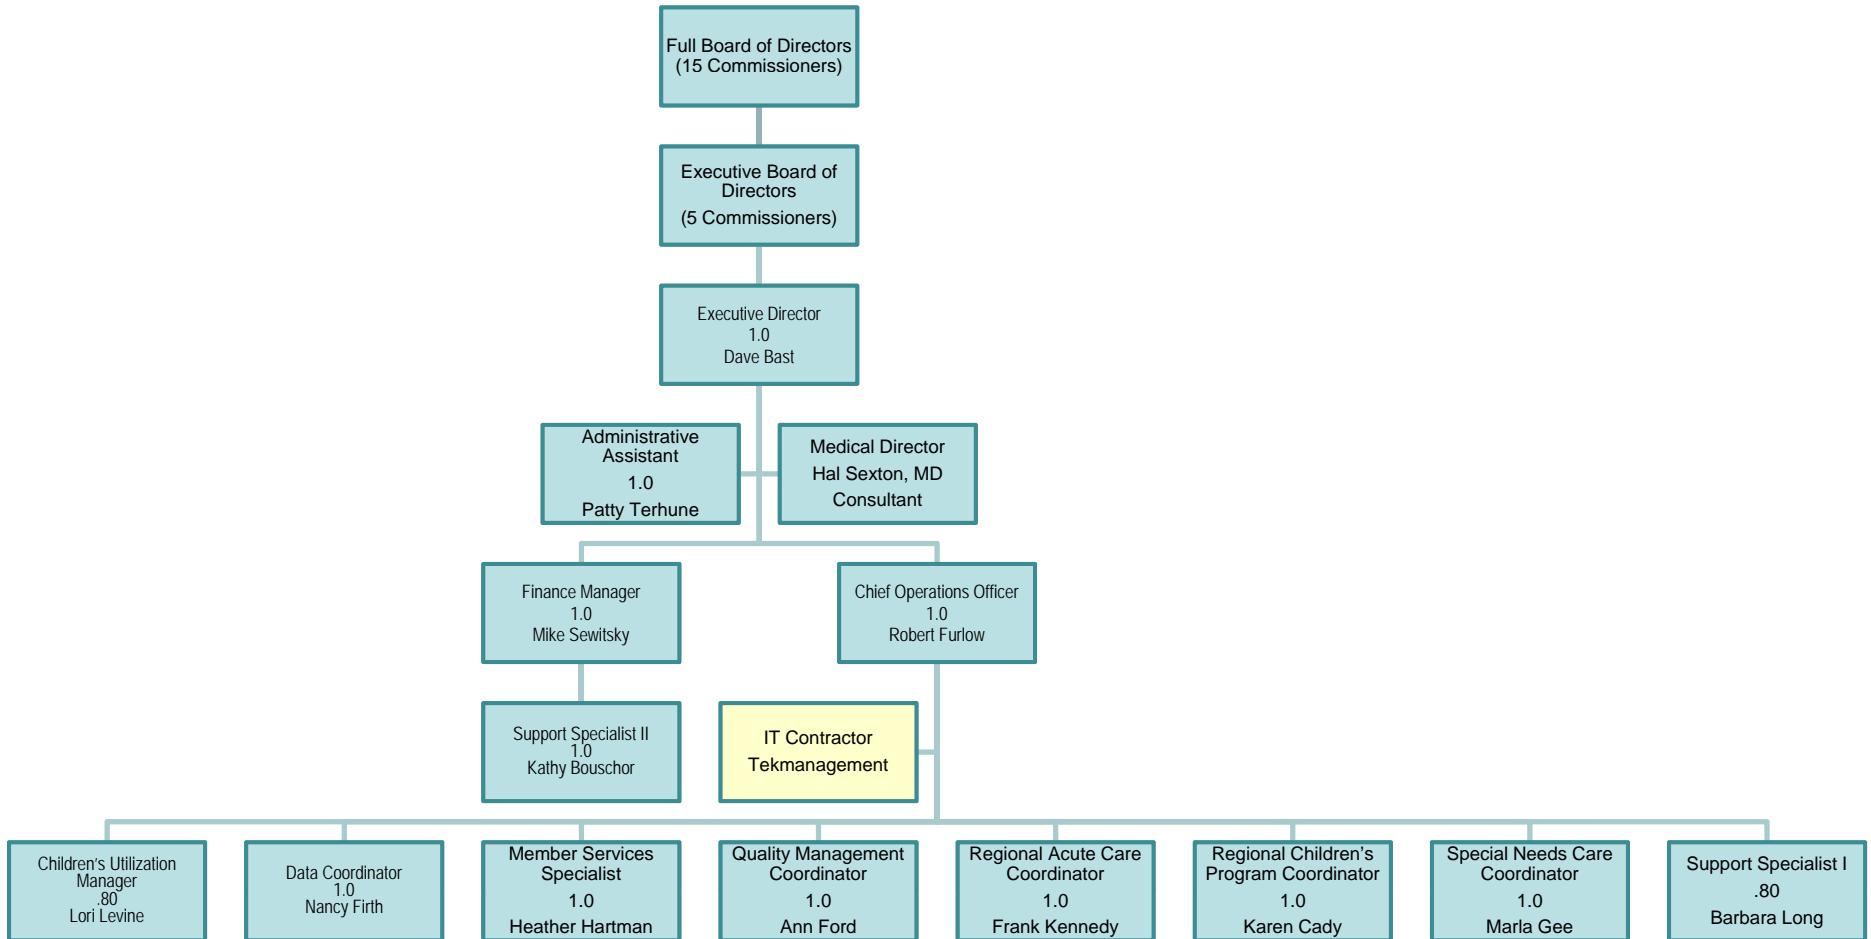 Full Board of Directors
(15 Commissioners)
Executive Board of
Directors
(5 Commissioners)
Executive Director
1.0
Dave Bast
Administrative
Assistant
1.0
Patty Terhune
Medical Director
Hal Sexton, MD
Consultant
Finance Manager
1.0
Mike Sewitsky
Chief Operations Officer
1.0
Robert Furlow
Support Specialist II
1.0
Kathy Bouschor
IT Contractor
Tekmanagement
Children's Utilization
Manager
.80
Lori Levine
Data Coordinator
1.0
Nancy Firth
Member Services
Specialist
1.0
Heather Hartman
Quality Management
Coordinator
1.0
Ann Ford
Regional Acute Care
Coordinator
1.0
Frank Kennedy
Regional Children's
Program Coordinator
1.0
Karen Cady
Special Needs Care
Coordinator
1.0
Marla Gee
Support Specialist I
.80
Barbara Long